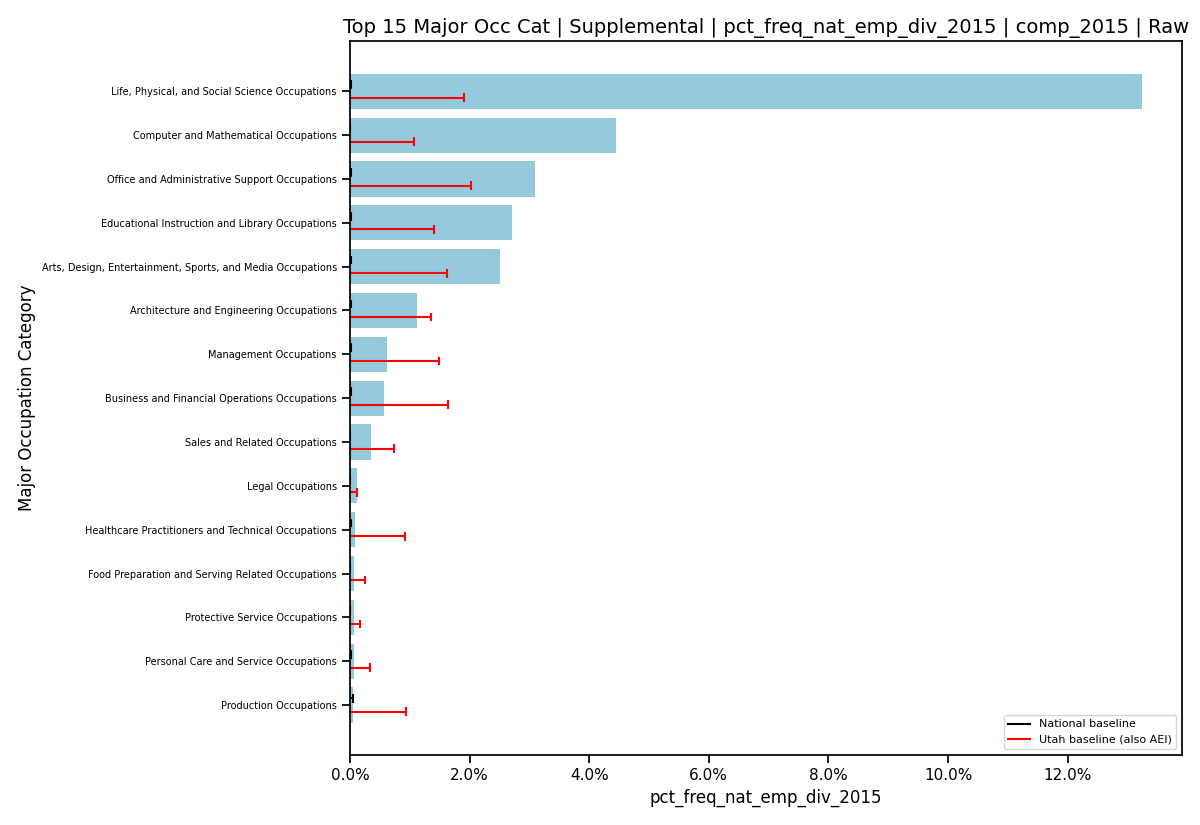 Top 15 Major Occ Cat | Supplemental | pct_freq_nat_emp_div_2015 | comp_2015 | Raw
Major Occupation Category
Life, Physical, and Social Science Occupations
Computer and Mathematical Occupations
Office and Administrative Support Occupations
Educational Instruction and Library Occupations
Arts, Design, Entertainment, Sports, and Media Occupations
Architecture and Engineering Occupations
Management Occupations
Business and Financial Operations Occupations
Sales and Related Occupations
Legal Occupations
Healthcare Practitioners and Technical Occupations
Food Preparation and Serving Related Occupations
Protective Service Occupations
Personal Care and Service Occupations
Production Occupations
National baseline
Utah baseline (also AEI)
0.0% 2.0% 4.0% 6.0% 8.0% 10.0% 12.0%
pct_freq_nat_emp_div_2015